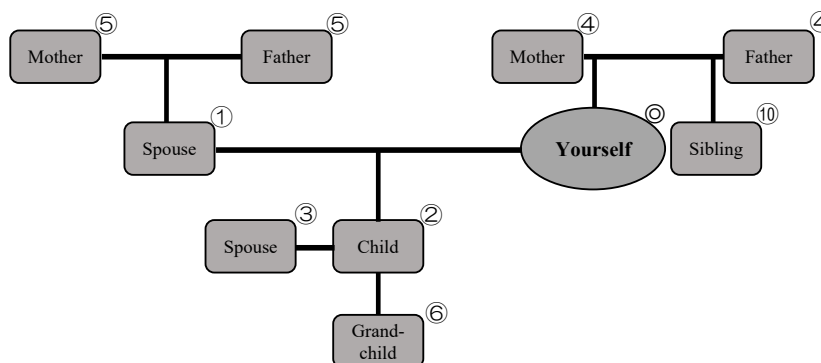 ⑤ ⑤ ④ ④
Mother Father Mother Father
① ◎ ⑩
Spouse Yourself Sibling
③ ②
Spouse Child
⑥
Grand-
child